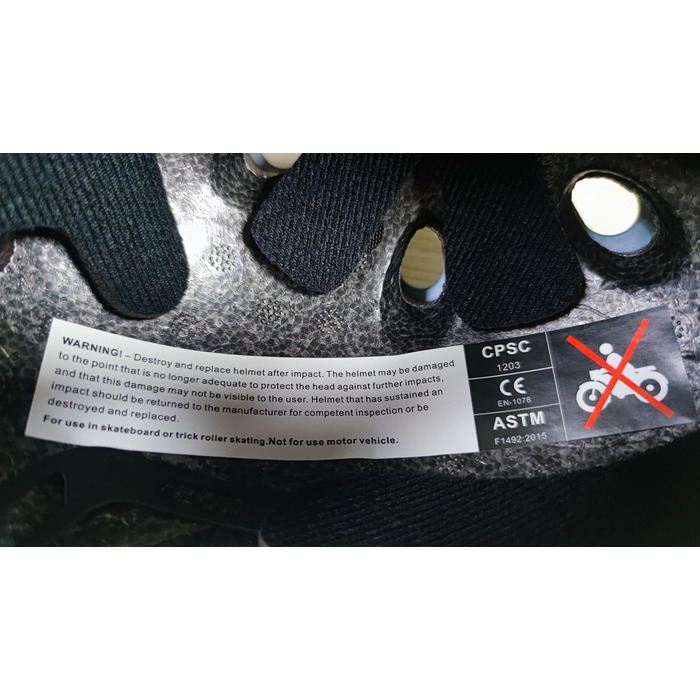 WARNING! – Destroy and replace helmet after impact. The helmet may be damaged
to the point that is no longer adequate to protect the head against further impacts,
and that this damage may not be visible to the user. Helmet that has sustained an
impact should be returned to the manufacturer for competent inspection or be
destroyed and replaced.
For use in skateboard or trick roller skating.Not for use motor vehicle.
CPSC
1203
CE
EN-1078
ASTM
F1492:2015